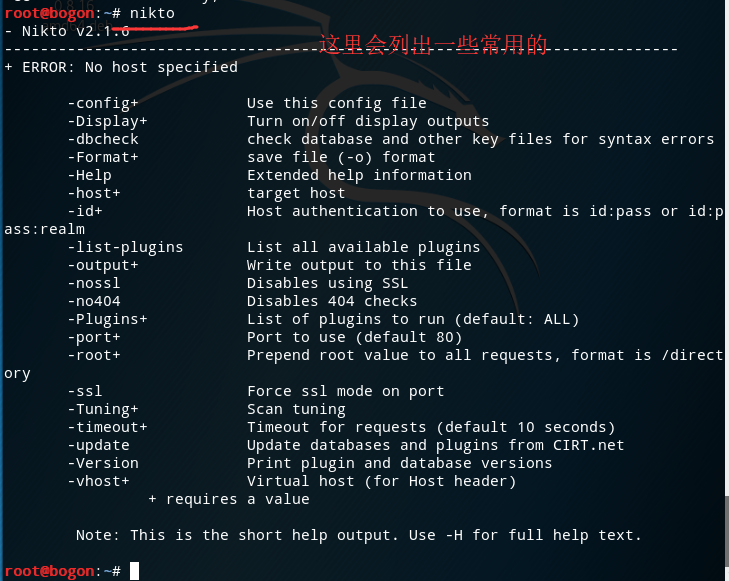 root@bogon:~# nikto
- Nikto v2.1.6
---------------------------------------------------------------------------
这里会列出一些常用的
+ ERROR: No host specified
-config+ Use this config file
-Display+ Turn on/off display outputs
-dbcheck check database and other key files for syntax errors
-Format+ save file (-o) format
-Help Extended help information
-host+ target host
-id+ Host authentication to use, format is id:pass or id:p
ass:realm
-list-plugins List all available plugins
-output+ Write output to this file
-nossl Disables using SSL
-no404 Disables 404 checks
-Plugins+ List of plugins to run (default: ALL)
-port+ Port to use (default 80)
-root+ Prepend root value to all requests, format is /direct
ory
-ssl Force ssl mode on port
-Tuning+ Scan tuning
-timeout+ Timeout for requests (default 10 seconds)
-update Update databases and plugins from CIRT.net
-Version Print plugin and database versions
-vhost+ Virtual host (for Host header)
+ requires a value
Note: This is the short help output. Use -H for full help text.
root@bogon:~#